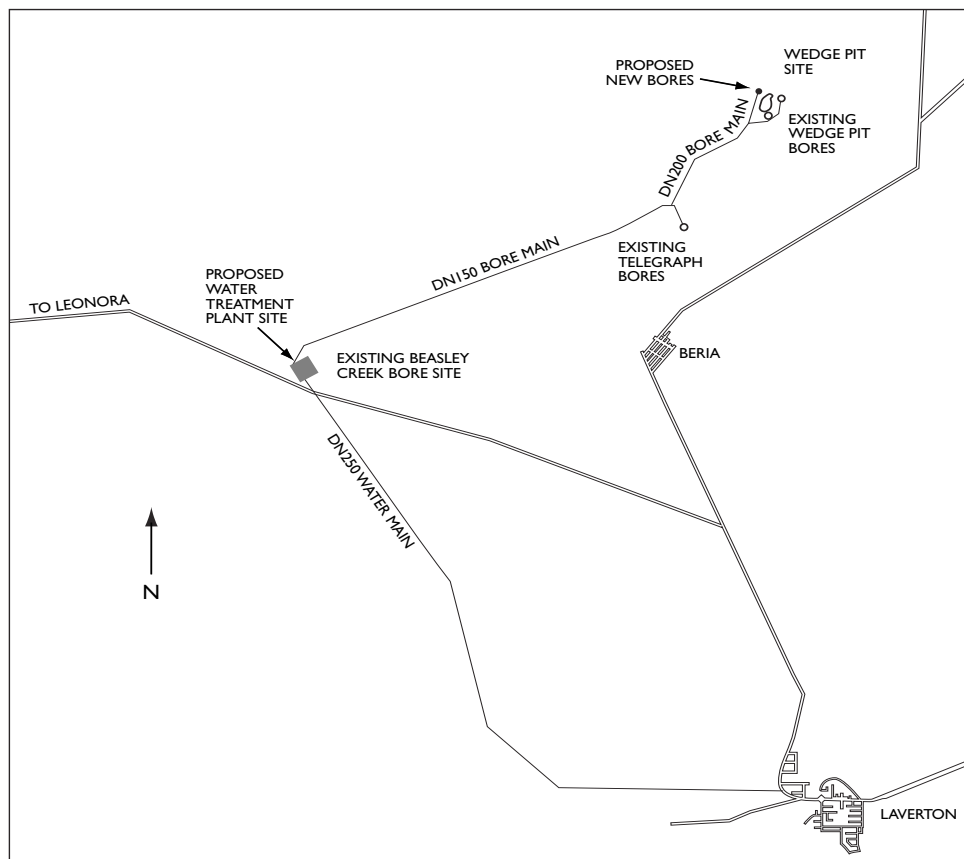 WEDGE PIT
SITE
PROPOSED
NEW BORES
EXISTING
WEDGE PIT
BORES
DN200 BORE MAIN
EXISTING
TELEGRAPH
BORES
DN150 BORE MAIN
PROPOSED
WATER
TREATMENT
PLANT SITE
TO LEONORA
EXISTING BEASLEY
CREEK BORE SITE
BERIA
DN250 WATER MAIN
N
LAVERTON